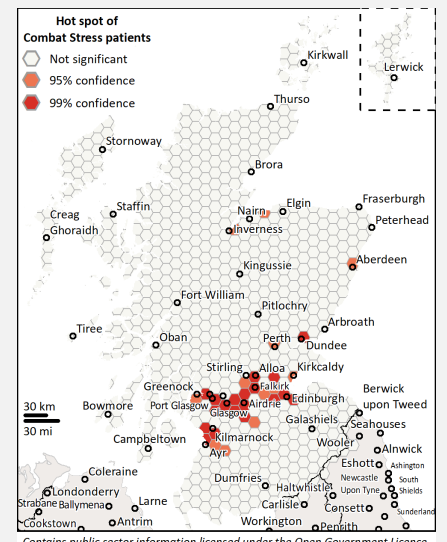 Hot spot of
Combat Stress patients
Not significant
95% confidence
99% confidence
Kirkwall
Lerwick
Thurso
Stornoway
Brora
Staffin
Elgin
Fraserburgh
Nairn
Creag
Ghoraidh
Peterhead
Inverness
Aberdeen
Kingussie
Fort William
Pitlochry
Tiree
Arbroath
Oban
Perth
Dundee
Stirling
Alloa
Kirkcaldy
Greenock
Falkirk
Berwick
upon Tweed
30 km
30 mi
Bowmore
Port Glasgow
Glasgow
Airdrie
Edinburgh
Galashiels
Seahouses
Campbeltown
Kilmarnock
Wooler
Alnwick
Ayr
Eshott
Ashington
Coleraine
Dumfries
Haltwhistle
Newcastle
Upon Tyne
South
Shields
Londonderry
Strabane
Ballymena
Larne
Carlisle
Consett
Sunderland
Cookstown
Antrim
Workington
Penrith
Contains public sector information licensed under the Open Government License